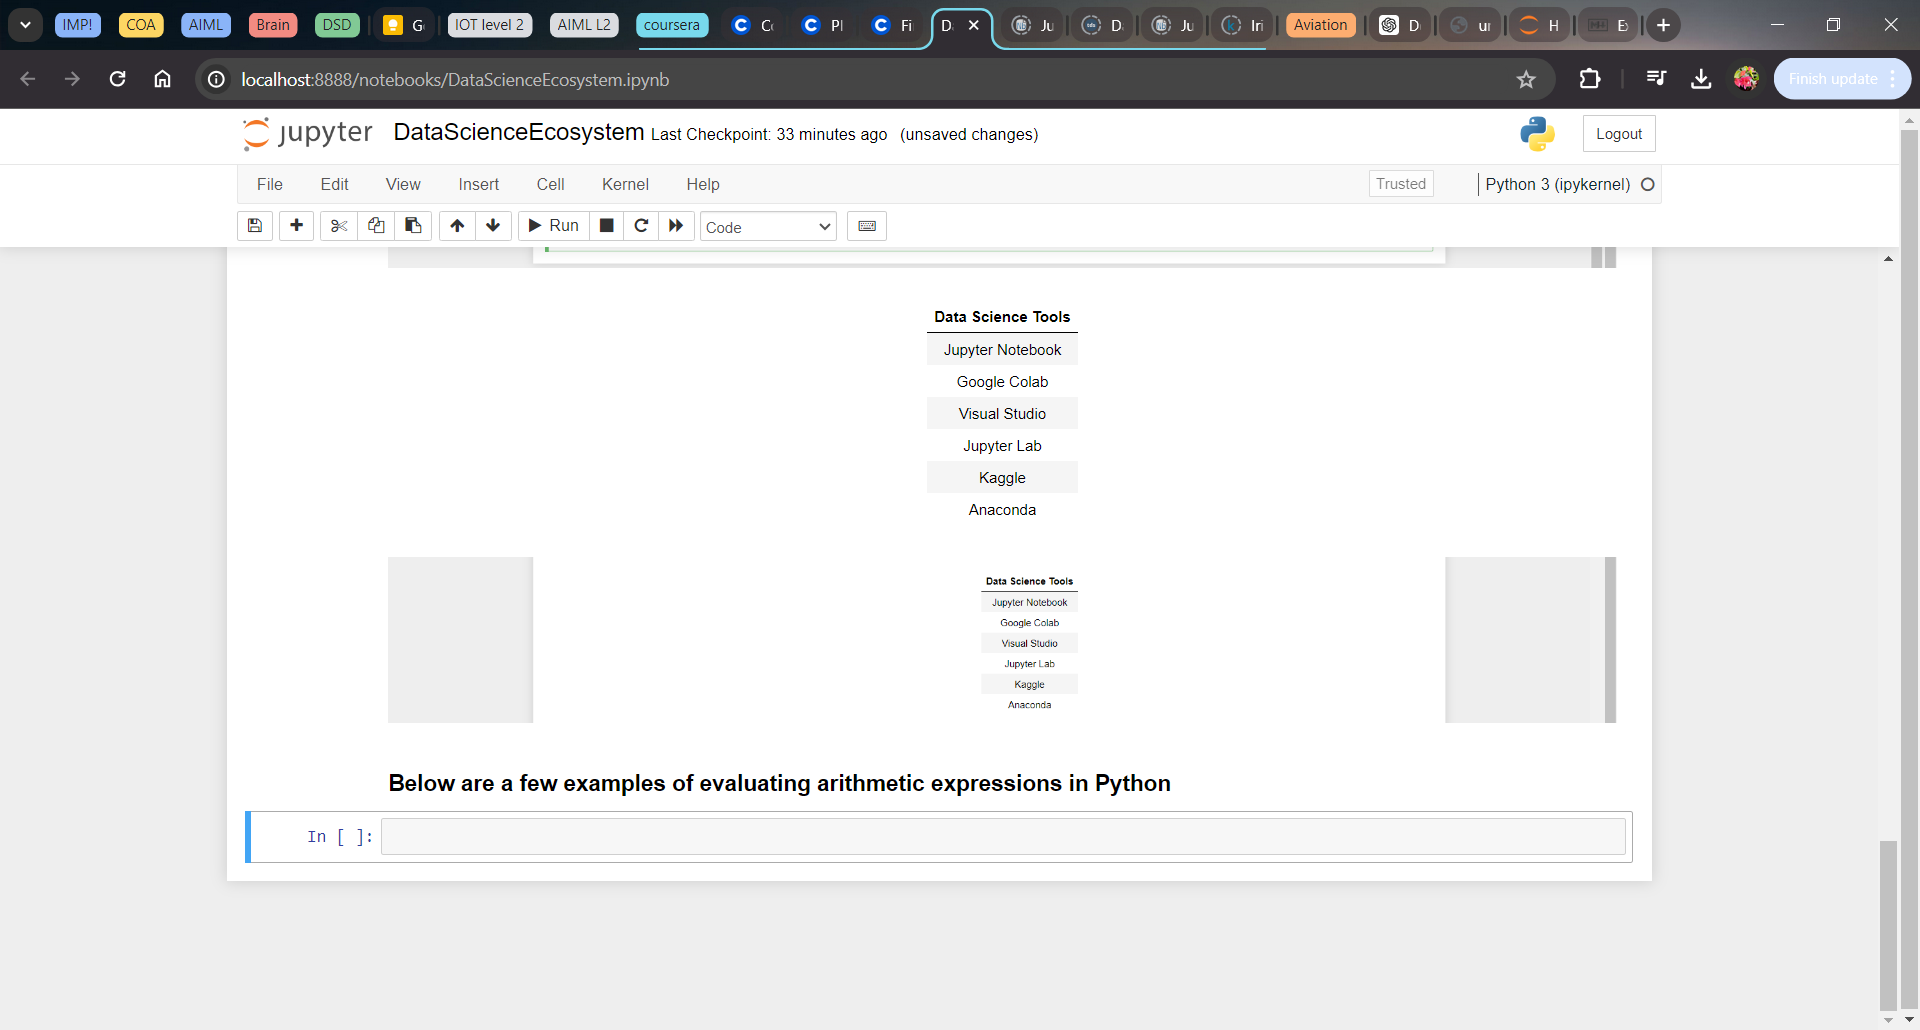 IMP! COA AIML Brain DSD G IOT level 2 AIML L2 coursera C Pl Fi D Ju D Ju Iri Aviation D ur H E
localhost:8888/notebooks/DataScienceEcosystem.ipynb
Finish update
jupyter DataScienceEcosystem Last Checkpoint: 33 minutes ago (unsaved changes)
Logout
File Edit View Insert Cell Kernel Help
Trusted
Python 3 (ipykernel)
Run
Code
Data Science Tools
Jupyter Notebook
Google Colab
Visual Studio
Jupyter Lab
Kaggle
Anaconda
Data Science Tools
Jupyter Notebook
Google Colab
Visual Studio
Jupyter Lab
Kaggle
Anaconda
Below are a few examples of evaluating arithmetic expressions in Python
In [ ]: